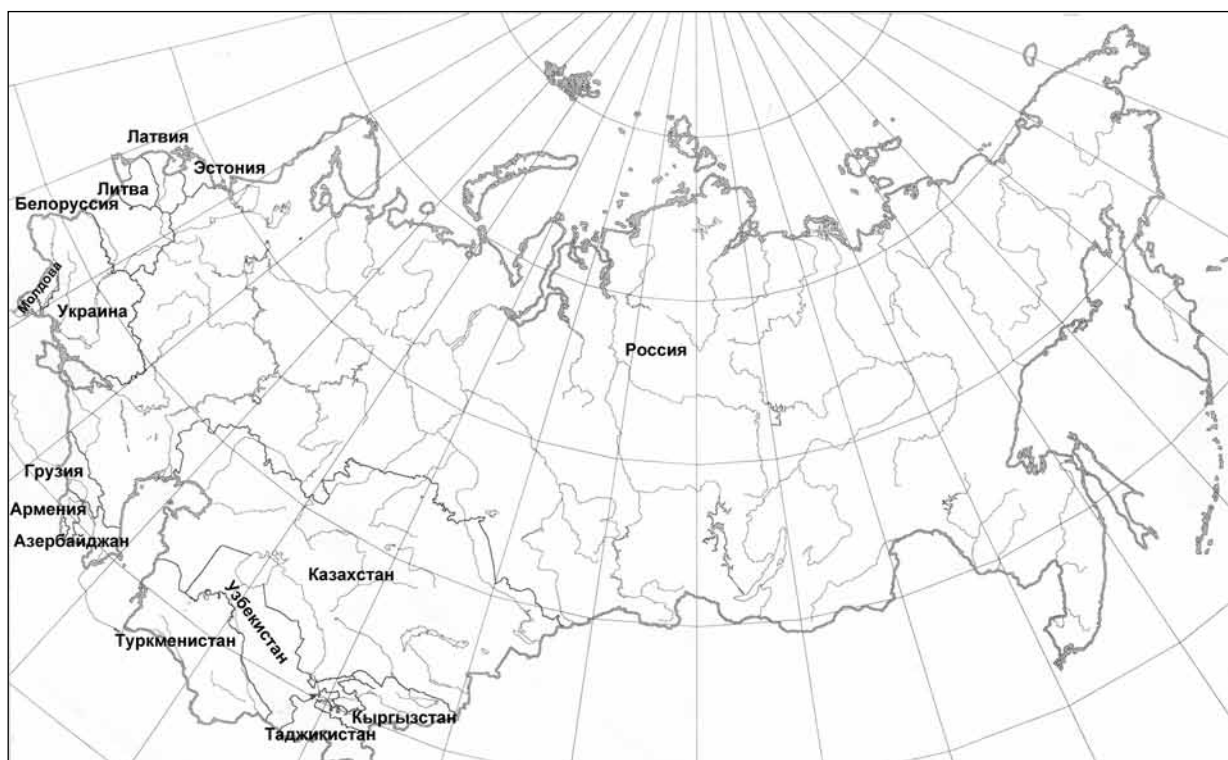 Латвия
Эстония
Литва
Белоруссия
Молдова
Украина
Россия
Грузия
Армения
Азербайджан
Казахстан
Узбекистан
Туркменистан
Кыргызстан
Таджикистан